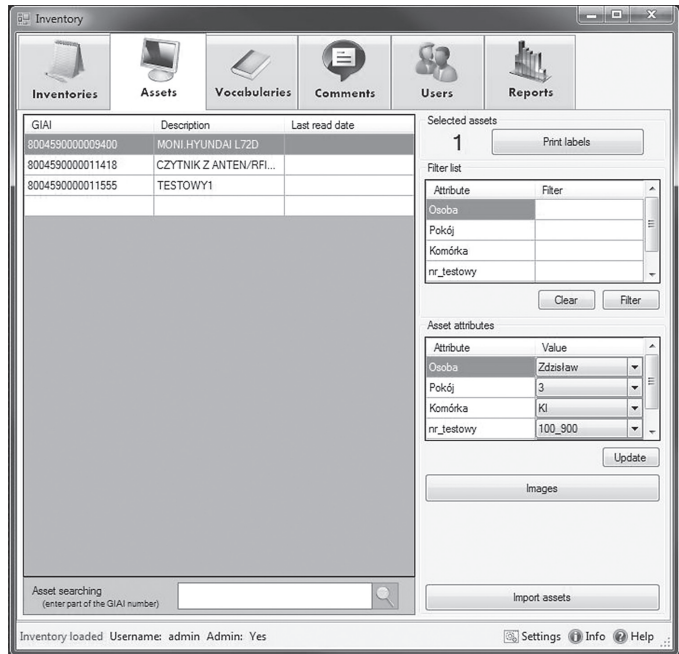 Inventory
Inventories Assets Vocabularies Comments Users Reports
GIAI Description Last read date
8004590000009400 MONI.HYUNDAI L72D
8004590000011418 CZYTNIK Z ANTEN/RFI...
8004590000011555 TESTOWY1
Asset searching
(enter part of the GIAI number)
Selected assets
1 Print labels
Filter list
Attribute Filter
Osoba
Pokój
Komórka
nr_testowy
Clear Filter
Asset attributes
Attribute Value
Osoba Zdzisław
Pokój 3
Komórka KI
nr_testowy 100_900
Update
Images
Import assets
Inventory loaded Username: admin Admin: Yes Settings Info Help